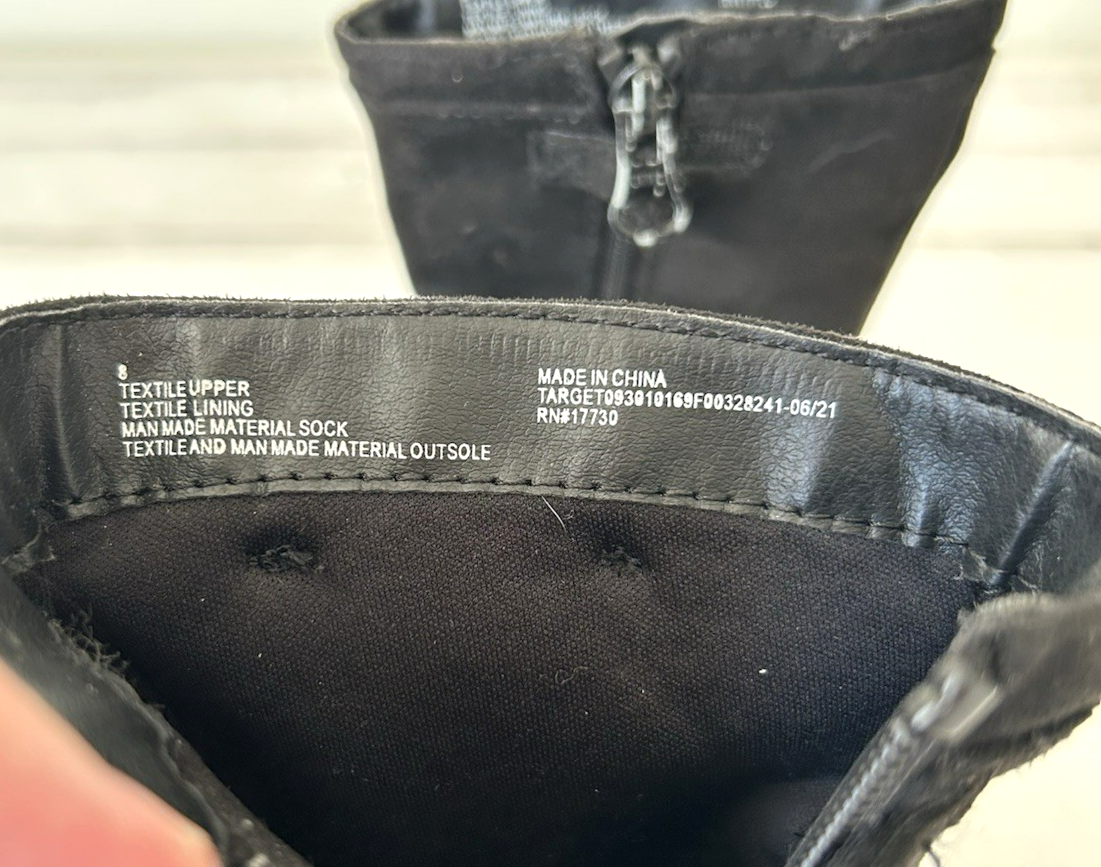 8
TEXTILE UPPER
TEXTILE LINING
MAN MADE MATERIAL SOCK
TEXTILE AND MAN MADE MATERIAL OUTSOLE
MADE IN CHINA
TARGET093010169F00328241-06/21
RN#17730